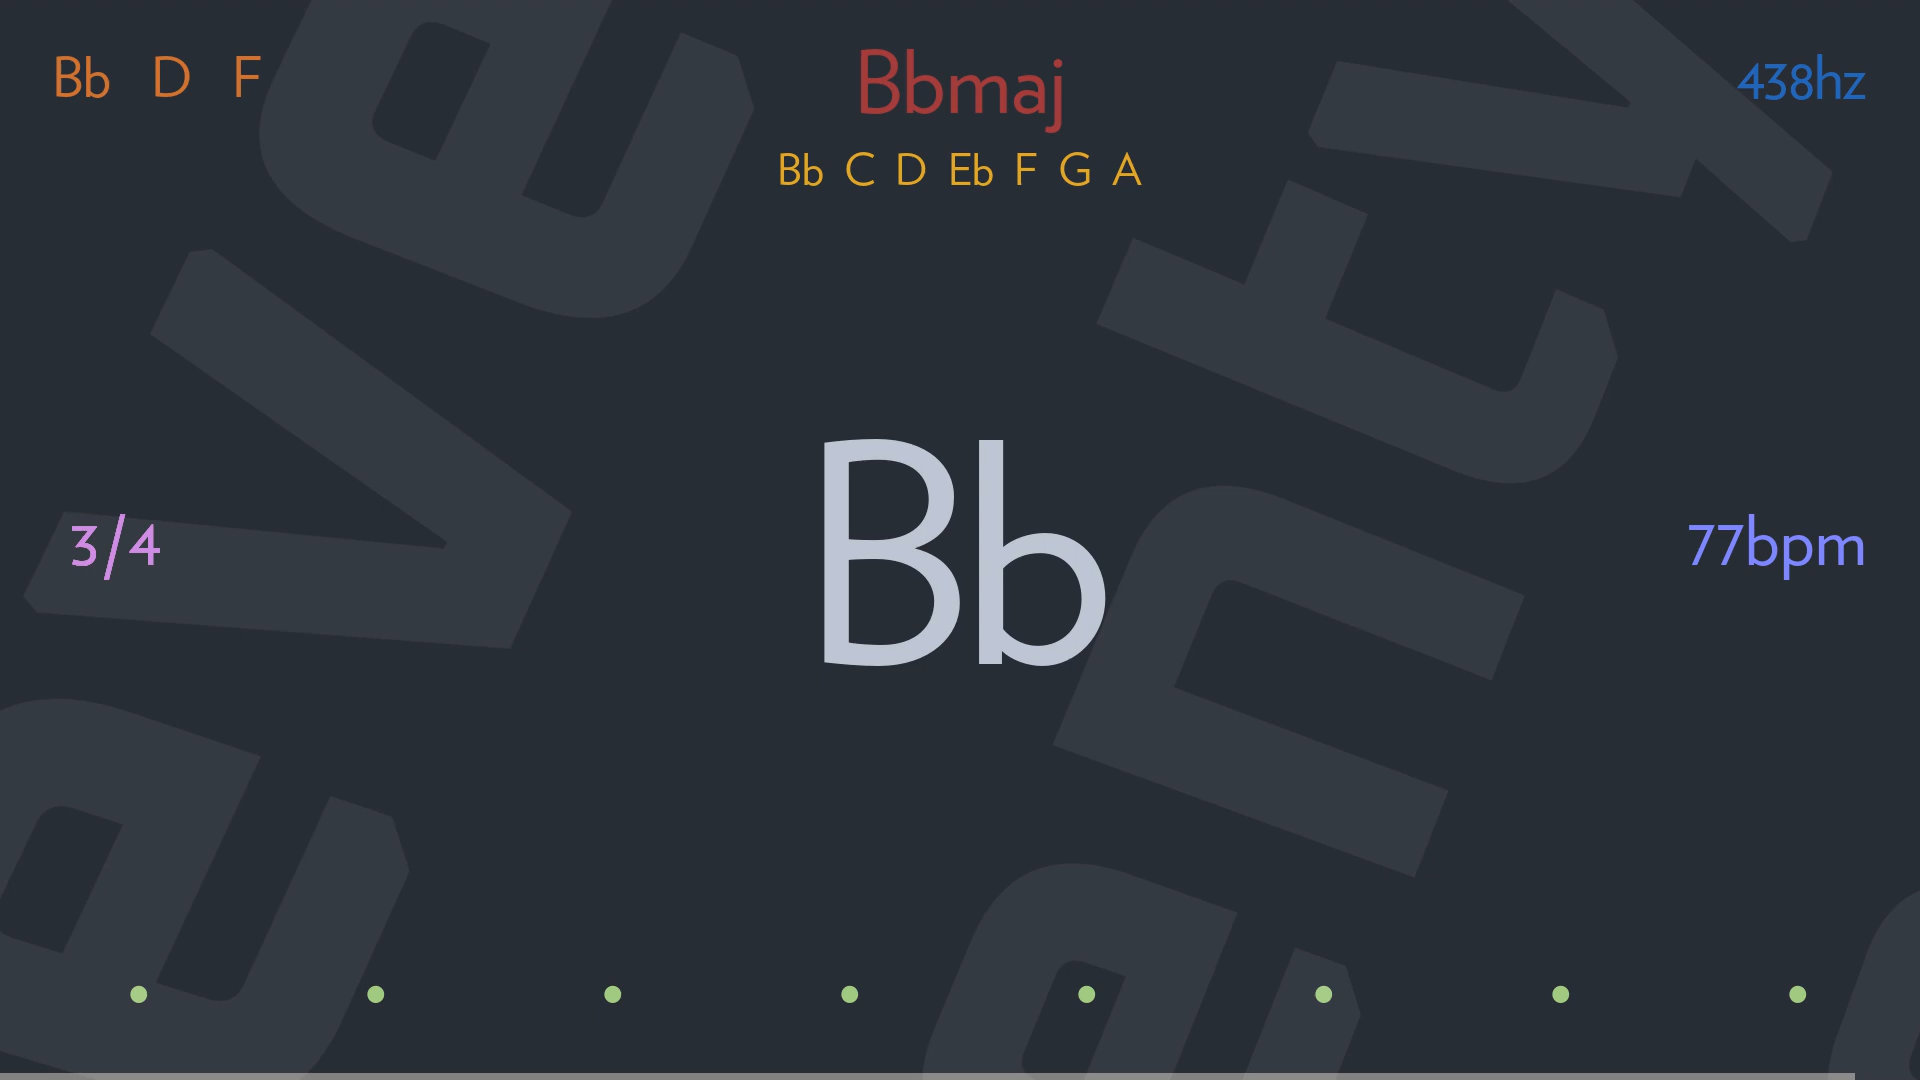 Bb D F
Bbmaj
438hz
Bb C D Eb F G A
3/4
Bb
77bpm